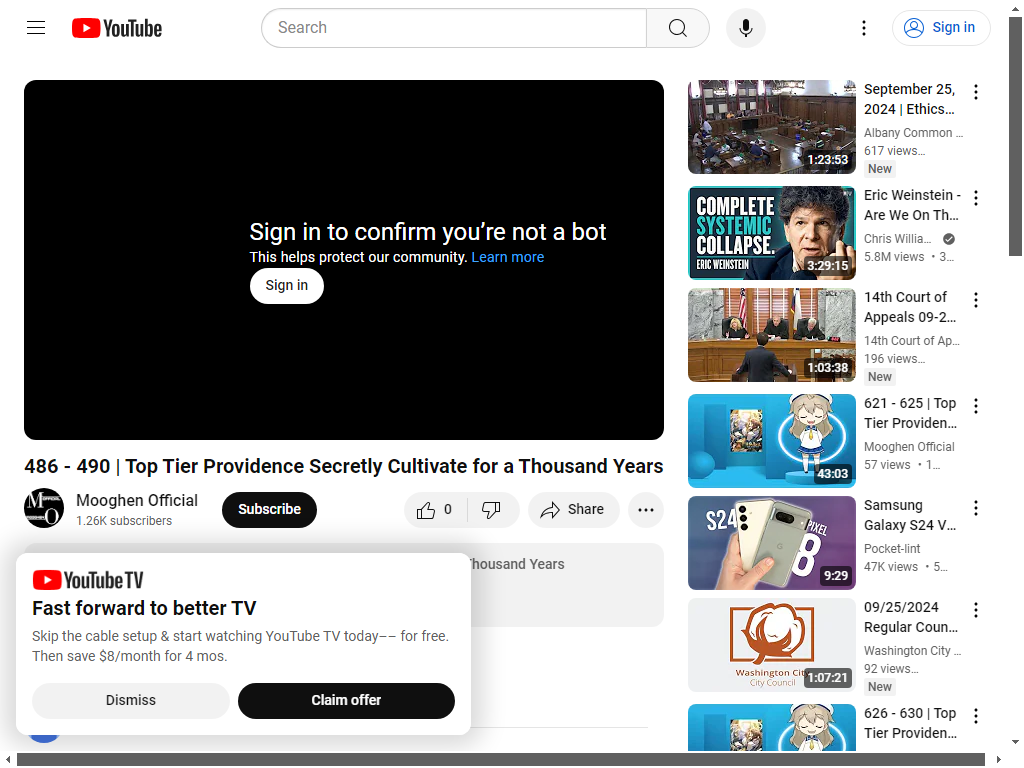 YouTube
Search
Sign in
Sign in to confirm you're not a bot
This helps protect our community. Learn more
Sign in
486 - 490 | Top Tier Providence Secretly Cultivate for a Thousand Years
Mooghen Official
1.26K subscribers
Subscribe
0
Share
Thousand Years
YouTube TV
Fast forward to better TV
Skip the cable setup & start watching YouTube TV today–– for free.
Then save $8/month for 4 mos.
Dismiss
Claim offer
1:23:53
September 25,
2024 | Ethics...
Albany Common ...
617 views...
New
COMPLETE
SYSTEMIC
COLLAPSE.
ERIC WEINSTEIN
3:29:15
Eric Weinstein -
Are We On Th...
Chris Willia...
5.8M views • 3...
1:03:38
14th Court of
Appeals 09-2...
14th Court of Ap...
196 views...
New
43:03
621 - 625 | Top
Tier Providen...
Mooghen Official
57 views • 1...
S24
PIXEL
8
9:29
Samsung
Galaxy S24 V...
Pocket-lint
47K views • 5...
Washington City
City Council
1:07:21
09/25/2024
Regular Coun...
Washington City ...
92 views...
New
626 - 630 | Top
Tier Providen...